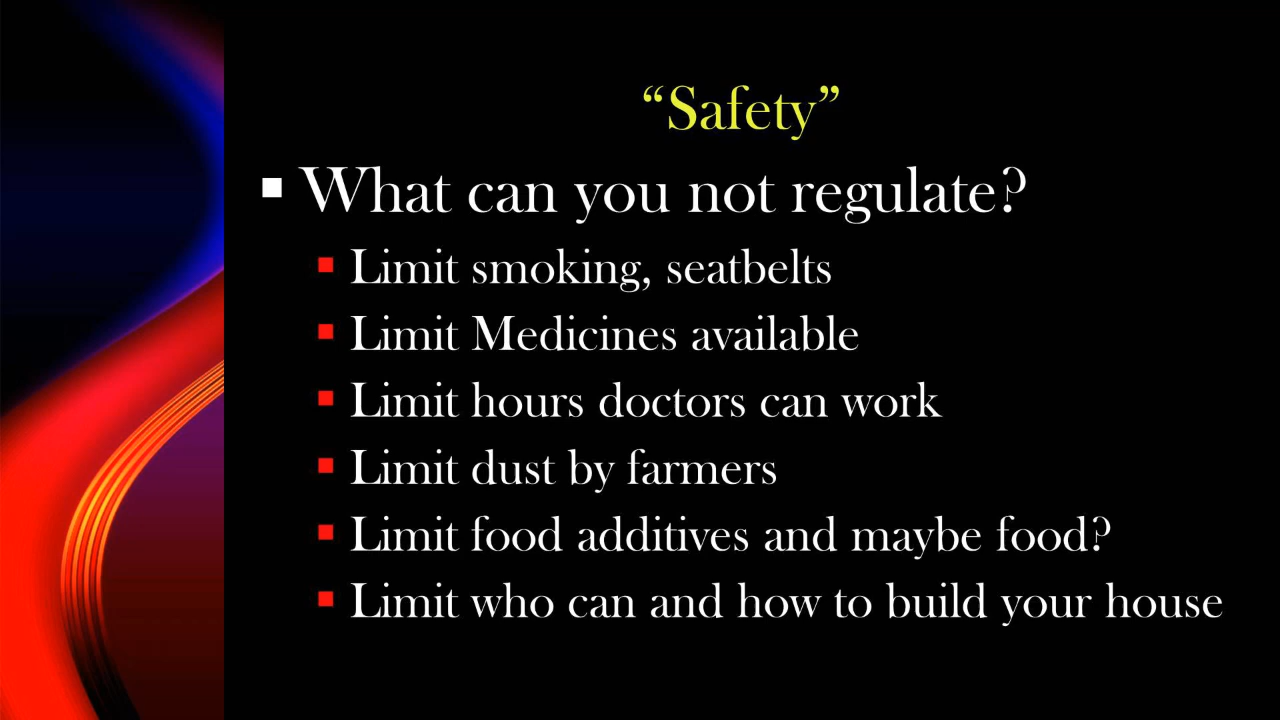 “Safety”
▪ What can you not regulate?
▪ Limit smoking, seatbelts
▪ Limit Medicines available
▪ Limit hours doctors can work
▪ Limit dust by farmers
▪ Limit food additives and maybe food?
▪ Limit who can and how to build your house